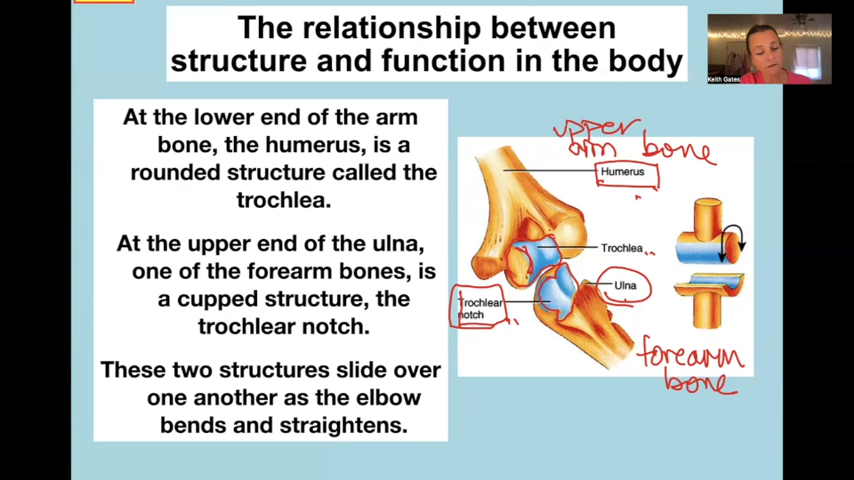 The relationship between
structure and function in the body
Keith Gates
At the lower end of the arm
bone, the humerus, is a
rounded structure called the
trochlea.
At the upper end of the ulna,
one of the forearm bones, is
a cupped structure, the
trochlear notch.
These two structures slide over
one another as the elbow
bends and straightens.
upper
arm bone
Humerus
Trochlea
Ulna
Trochlear
notch
forearm
bone